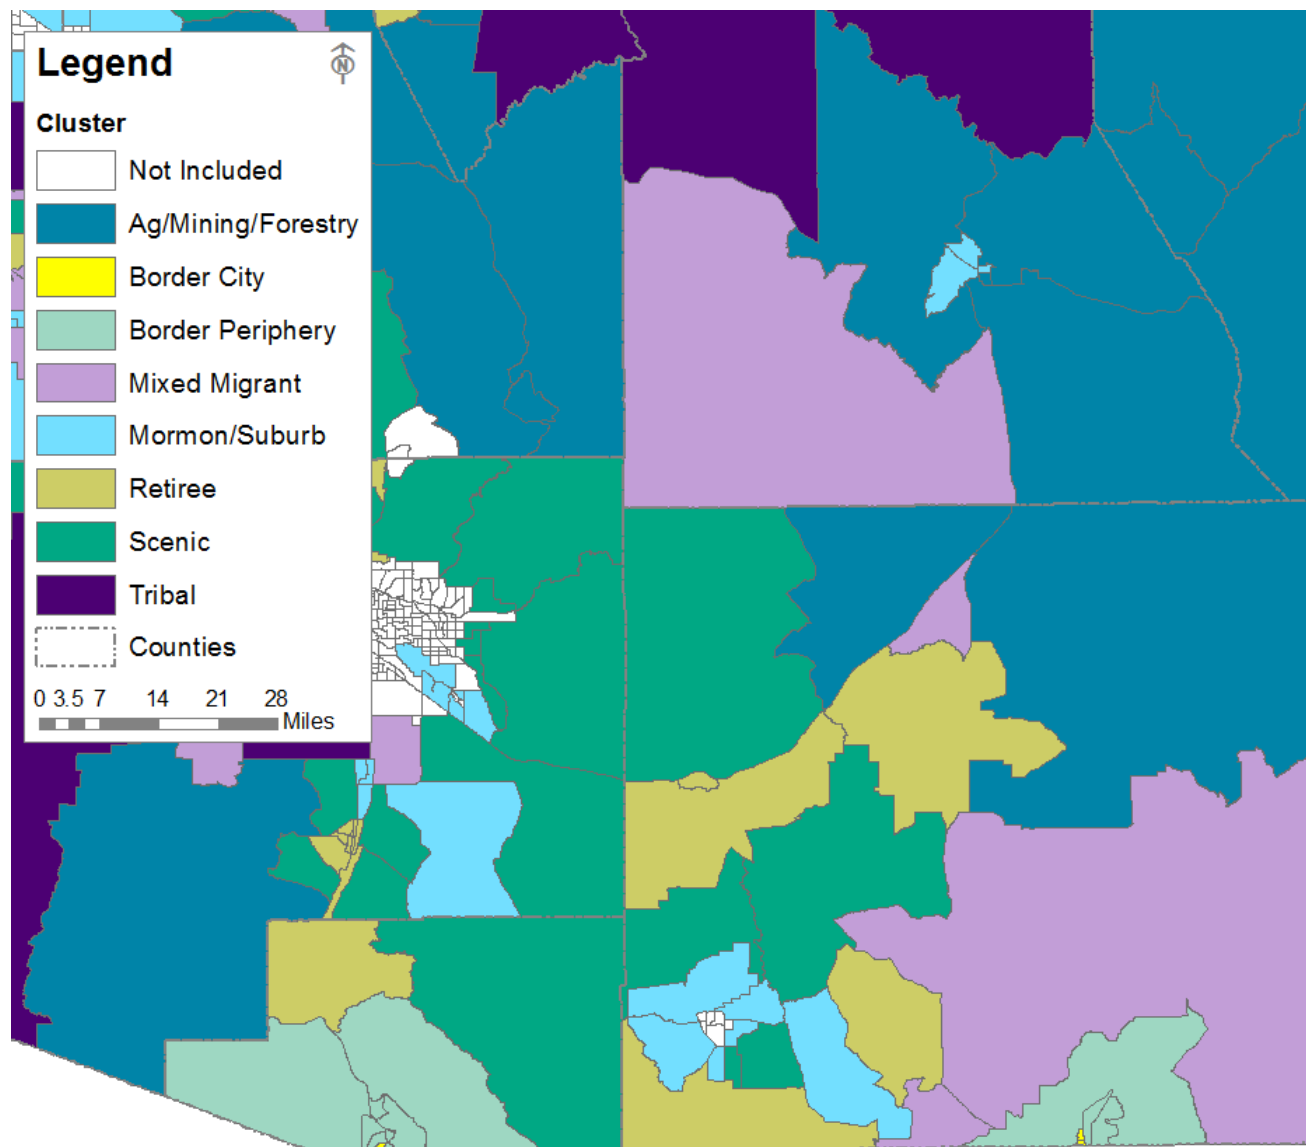 Legend
N
Cluster
Not Included
Ag/Mining/Forestry
Border City
Border Periphery
Mixed Migrant
Mormon/Suburb
Retiree
Scenic
Tribal
Counties
0 3.5 7 14 21 28
Miles